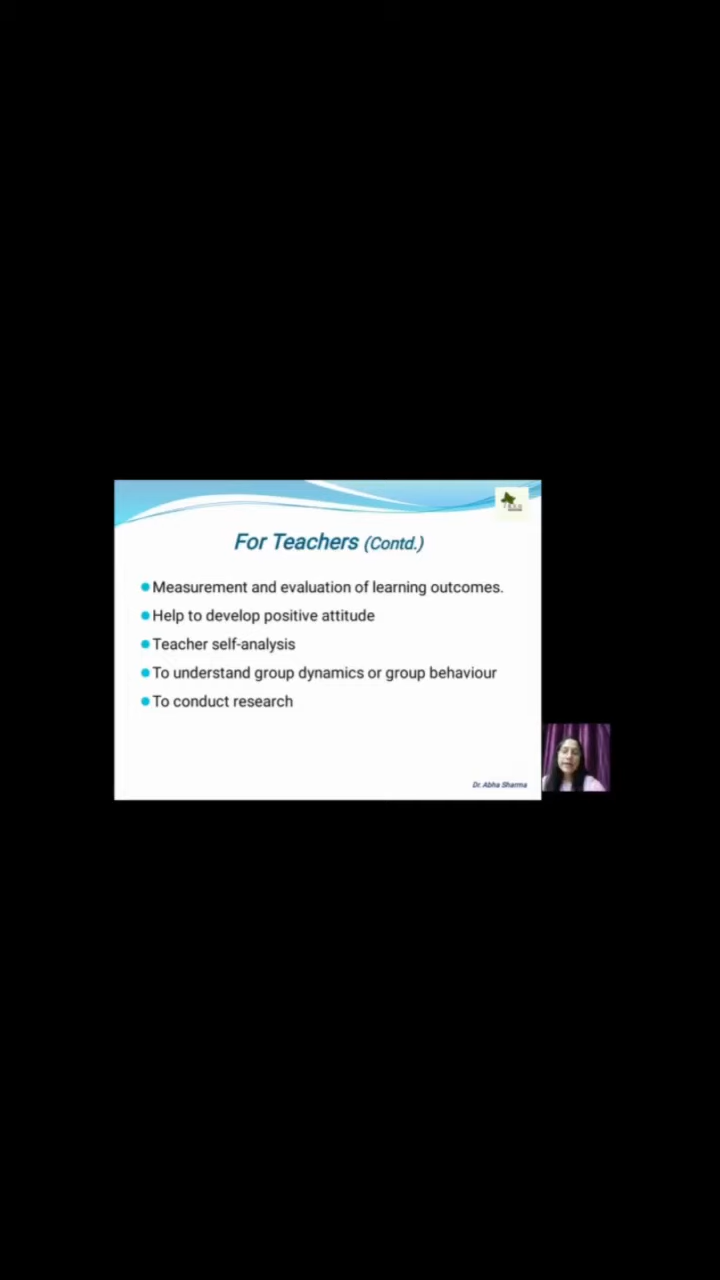 For Teachers (Contd.)
Measurement and evaluation of learning outcomes.
Help to develop positive attitude
Teacher self-analysis
To understand group dynamics or group behaviour
To conduct research
Dr. Abha Sharma